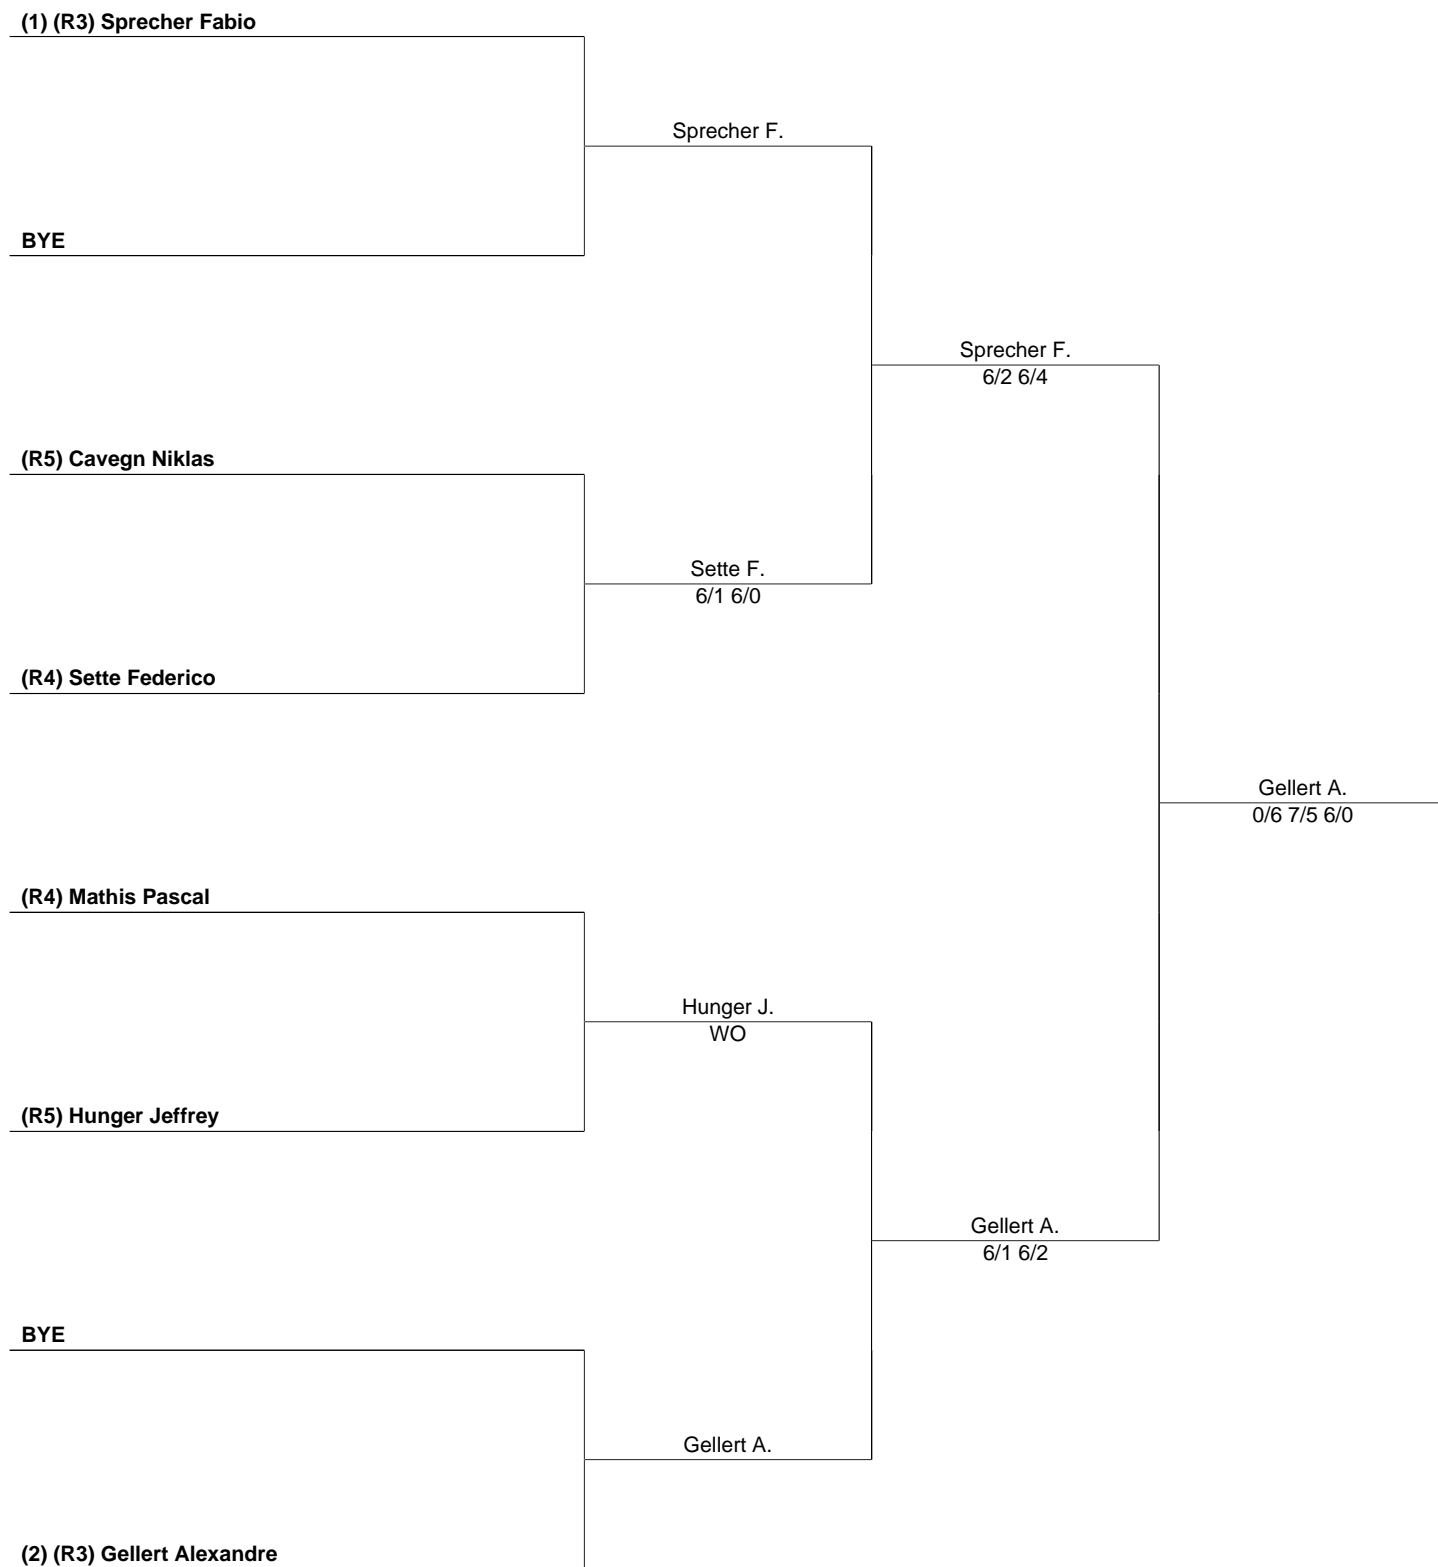 (1) (R3) Sprecher Fabio
Sprecher F.
BYE
Sprecher F.
6/2 6/4
(R5) Cavegn Niklas
Sette F.
6/1 6/0
(R4) Sette Federico
Gellert A.
0/6 7/5 6/0
(R4) Mathis Pascal
Hunger J.
WO
(R5) Hunger Jeffrey
Gellert A.
6/1 6/2
BYE
Gellert A.
(2) (R3) Gellert Alexandre